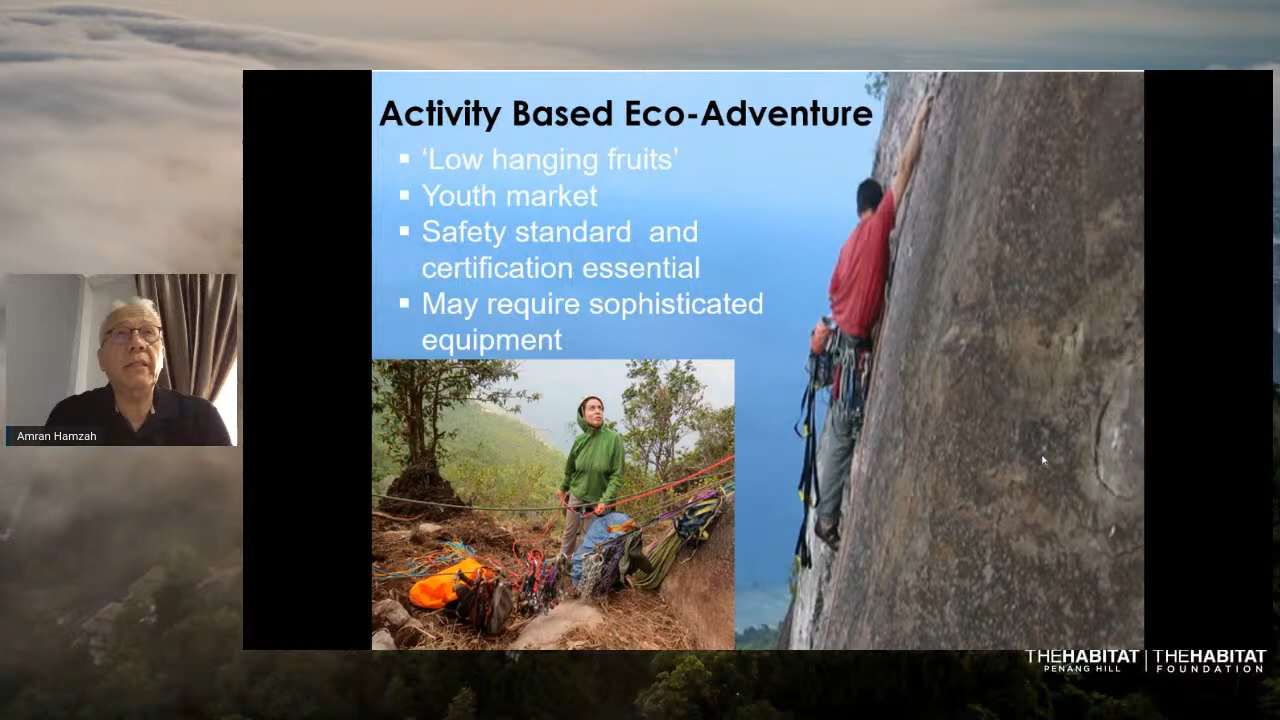 Activity Based Eco-Adventure
▪ ‘Low hanging fruits’
▪ Youth market
▪ Safety standard and
certification essential
▪ May require sophisticated
equipment
Amran Hamzah
THEHABITAT | THEHABITAT
PENANG HILL FOUNDATION